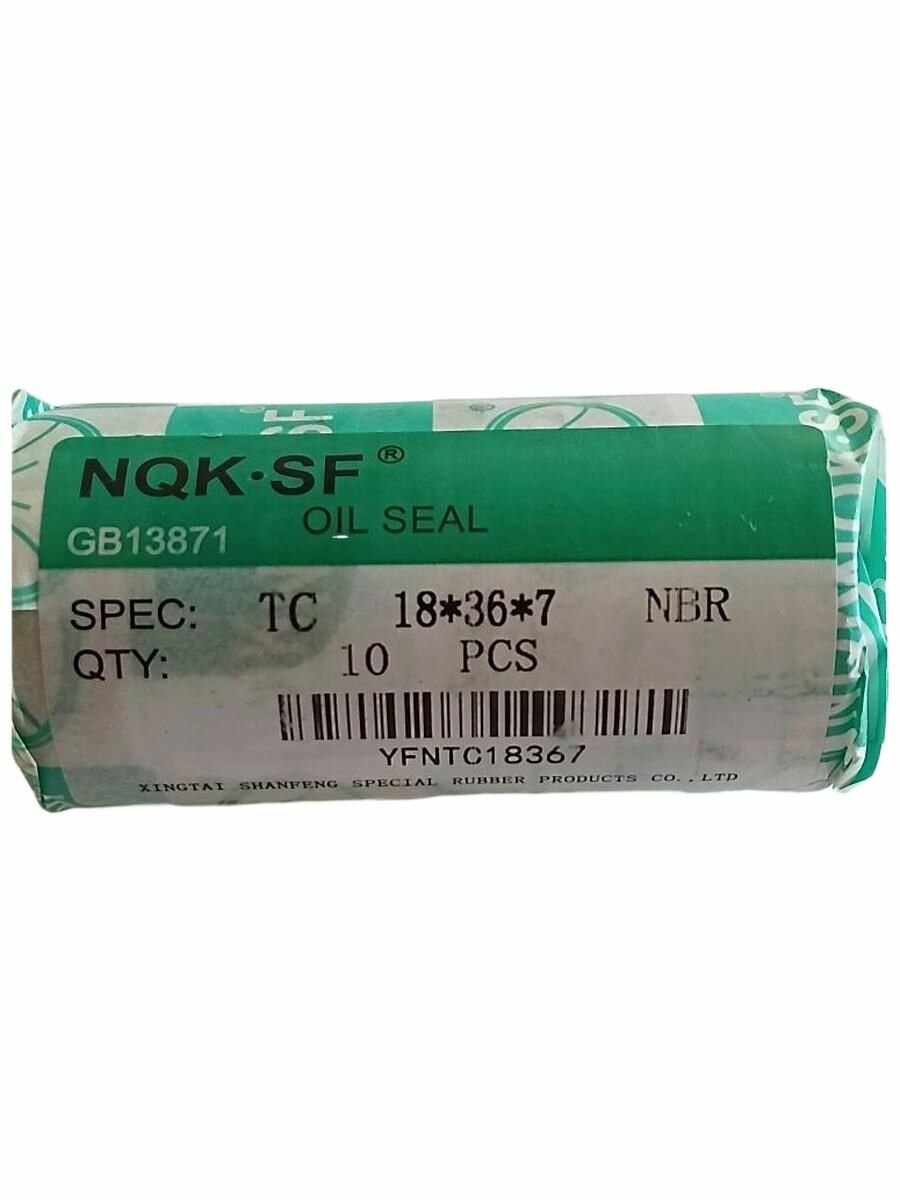 SF
NQK·SF®
GB13871 OIL SEAL
SPEC: TC 18*36*7 NBR
QTY: 10 PCS
YFNTC18367
XINGTAI SHANFENG SPECIAL RUBBER PRODUCTS CO.,LTD